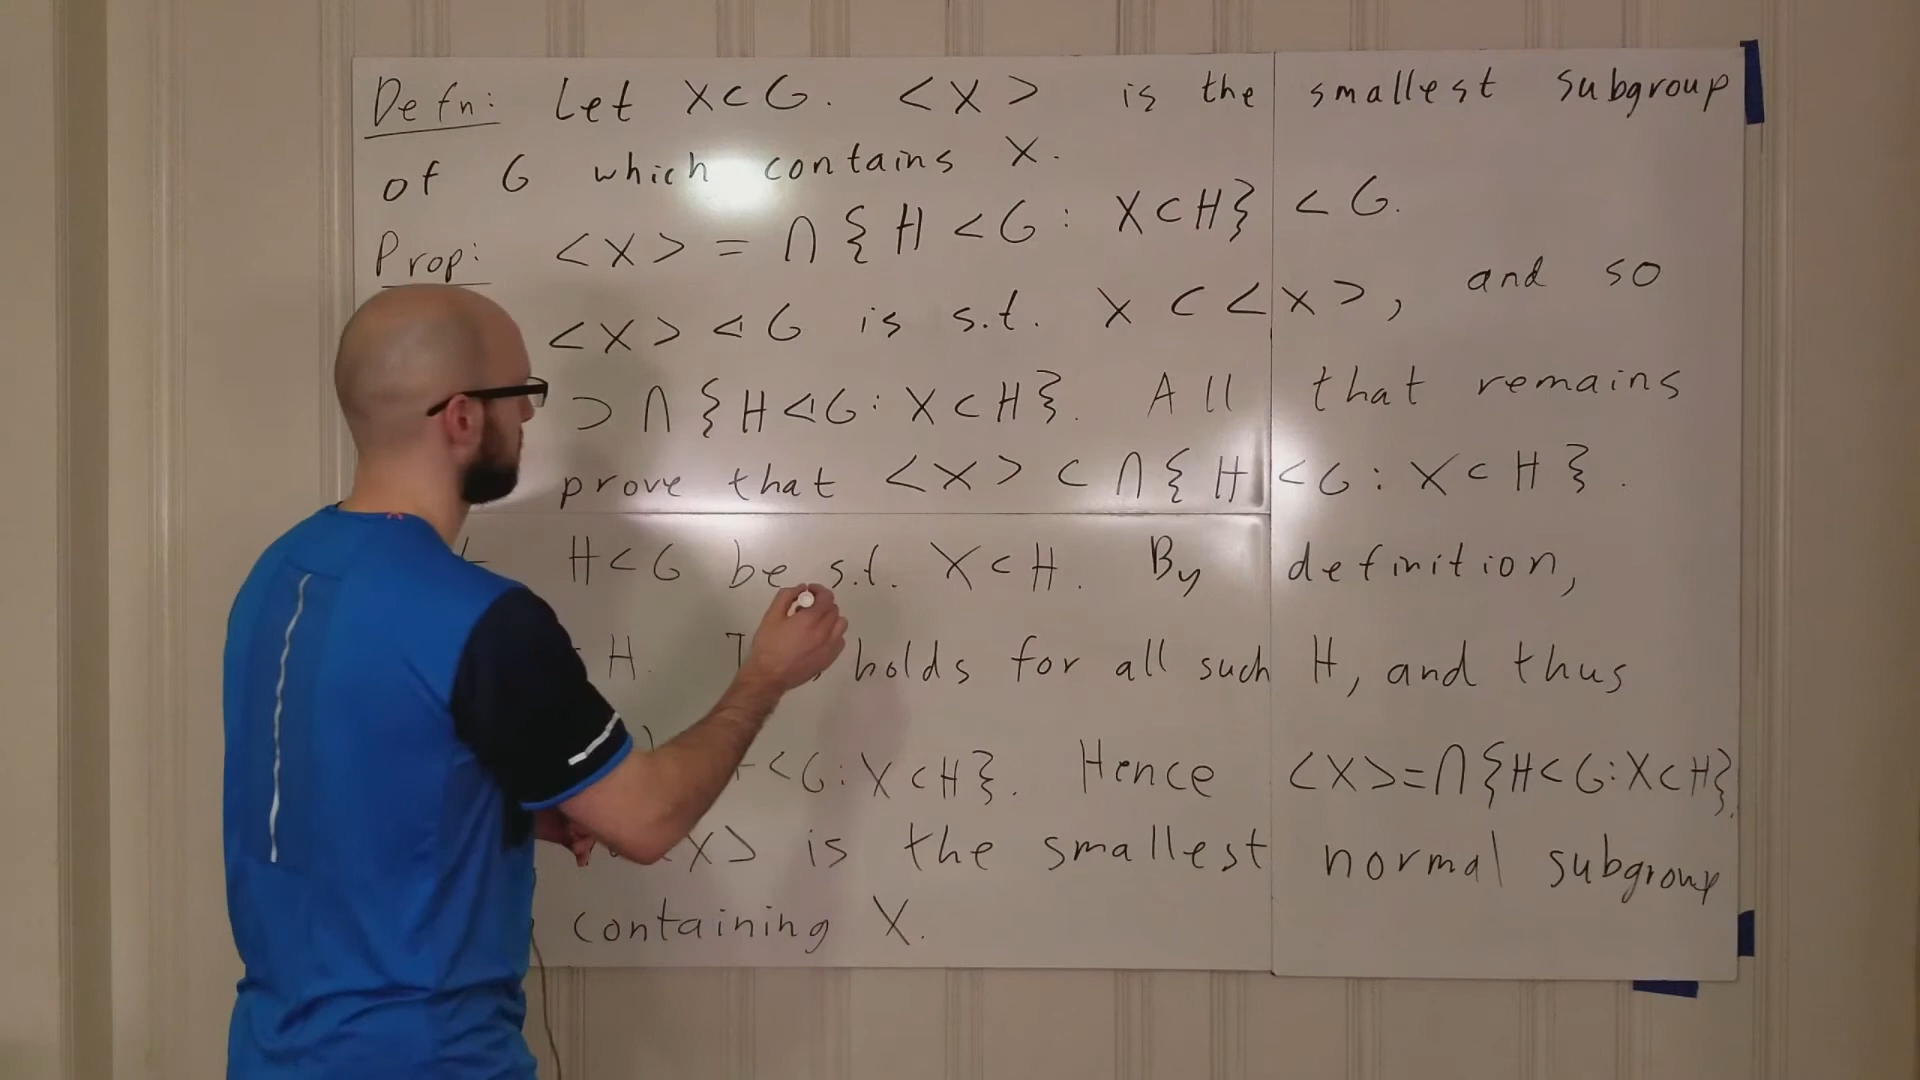 Defn: Let X⊂G. <X> is the smallest subgroup
of G which contains X.
Prop: <X> = ∩{H<G: X⊂H} < G.
<X> ⊲ G is s.t. X ⊂ <X>, and so
⊃ ∩{H⊲G: X⊂H}. All that remains
prove that <X> ⊂ ∩{H<G: X⊂H}.
H<G be s.t. X⊂H. By definition,
H. holds for all such H, and thus
<G: X⊂H}. Hence <X>=∩{H<G:X⊂H}.
X> is the smallest normal subgroup
containing X.